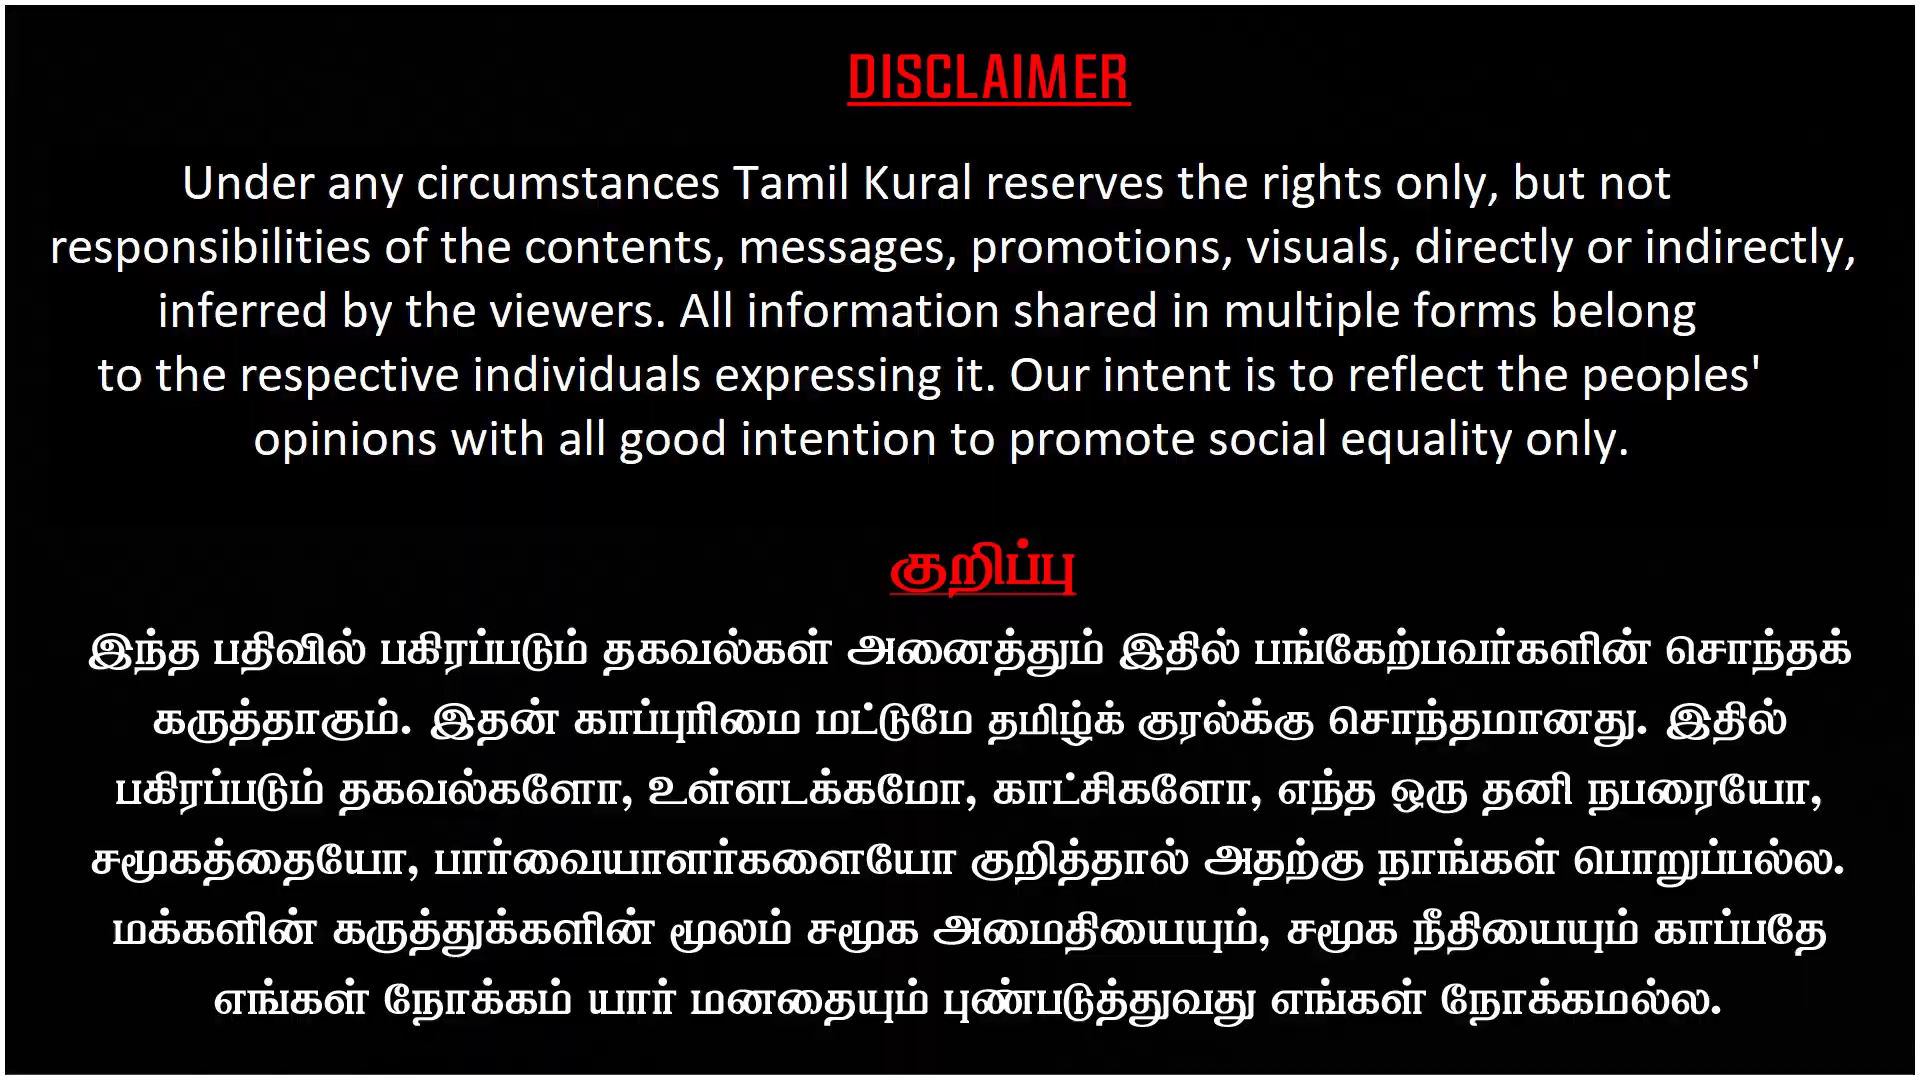 DISCLAIMER
Under any circumstances Tamil Kural reserves the rights only, but not
responsibilities of the contents, messages, promotions, visuals, directly or indirectly,
inferred by the viewers. All information shared in multiple forms belong
to the respective individuals expressing it. Our intent is to reflect the peoples'
opinions with all good intention to promote social equality only.
குறிப்பு
இந்த பதிவில் பகிரப்படும் தகவல்கள் அனைத்தும் இதில் பங்கேற்பவர்களின் சொந்தக்
கருத்தாகும். இதன் காப்புரிமை மட்டுமே தமிழ்க் குரல்க்கு சொந்தமானது. இதில்
பகிரப்படும் தகவல்களோ, உள்ளடக்கமோ, காட்சிகளோ, எந்த ஒரு தனி நபரையோ,
சமூகத்தையோ, பார்வையாளர்களையோ குறித்தால் அதற்கு நாங்கள் பொறுப்பல்ல.
மக்களின் கருத்துக்களின் மூலம் சமூக அமைதியையும், சமூக நீதியையும் காப்பதே
எங்கள் நோக்கம் யார் மனதையும் புண்படுத்துவது எங்கள் நோக்கமல்ல.